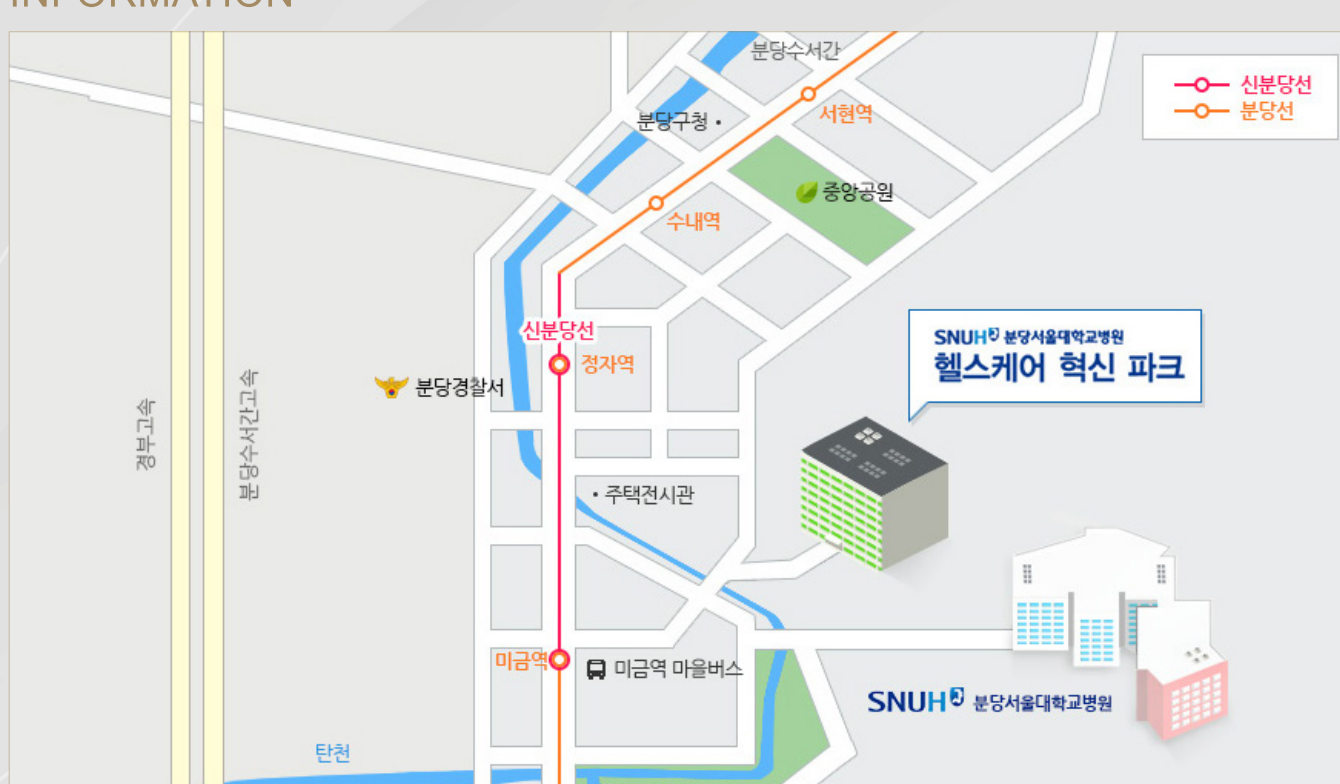 INFORMATION
분당수서간
신분당선
분당선
서현역
분당구청
중앙공원
수내역
신분당선
정자역
분당경찰서
SNUH 분당서울대학교병원
헬스케어 혁신 파크
경부고속
분당수서간고속
주택전시관
미금역
미금역 마을버스
SNUH 분당서울대학교병원
탄천